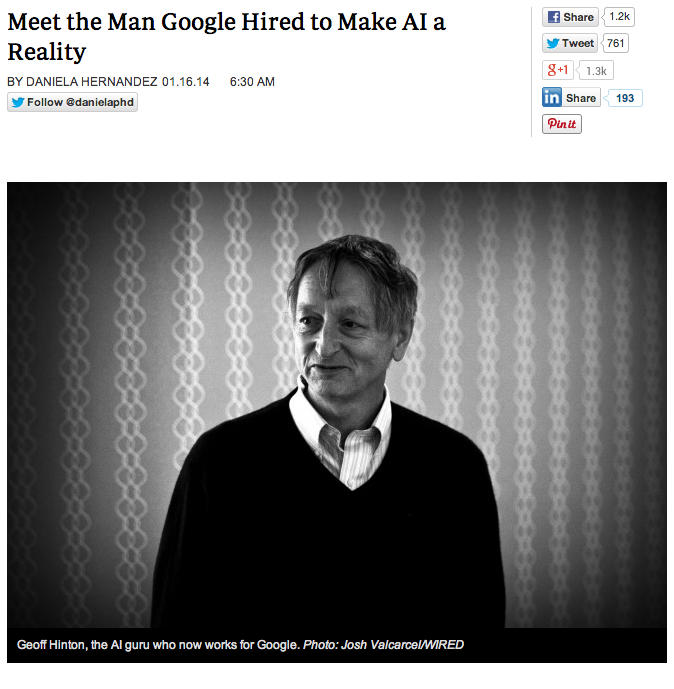 Meet the Man Google Hired to Make AI a
Reality
BY DANIELA HERNANDEZ 01.16.14 6:30 AM
Follow @danielaphd
Share 1.2k
Tweet 761
g+1 1.3k
in Share 193
Pinit
Geoff Hinton, the AI guru who now works for Google. Photo: Josh Valcarcel/WIRED